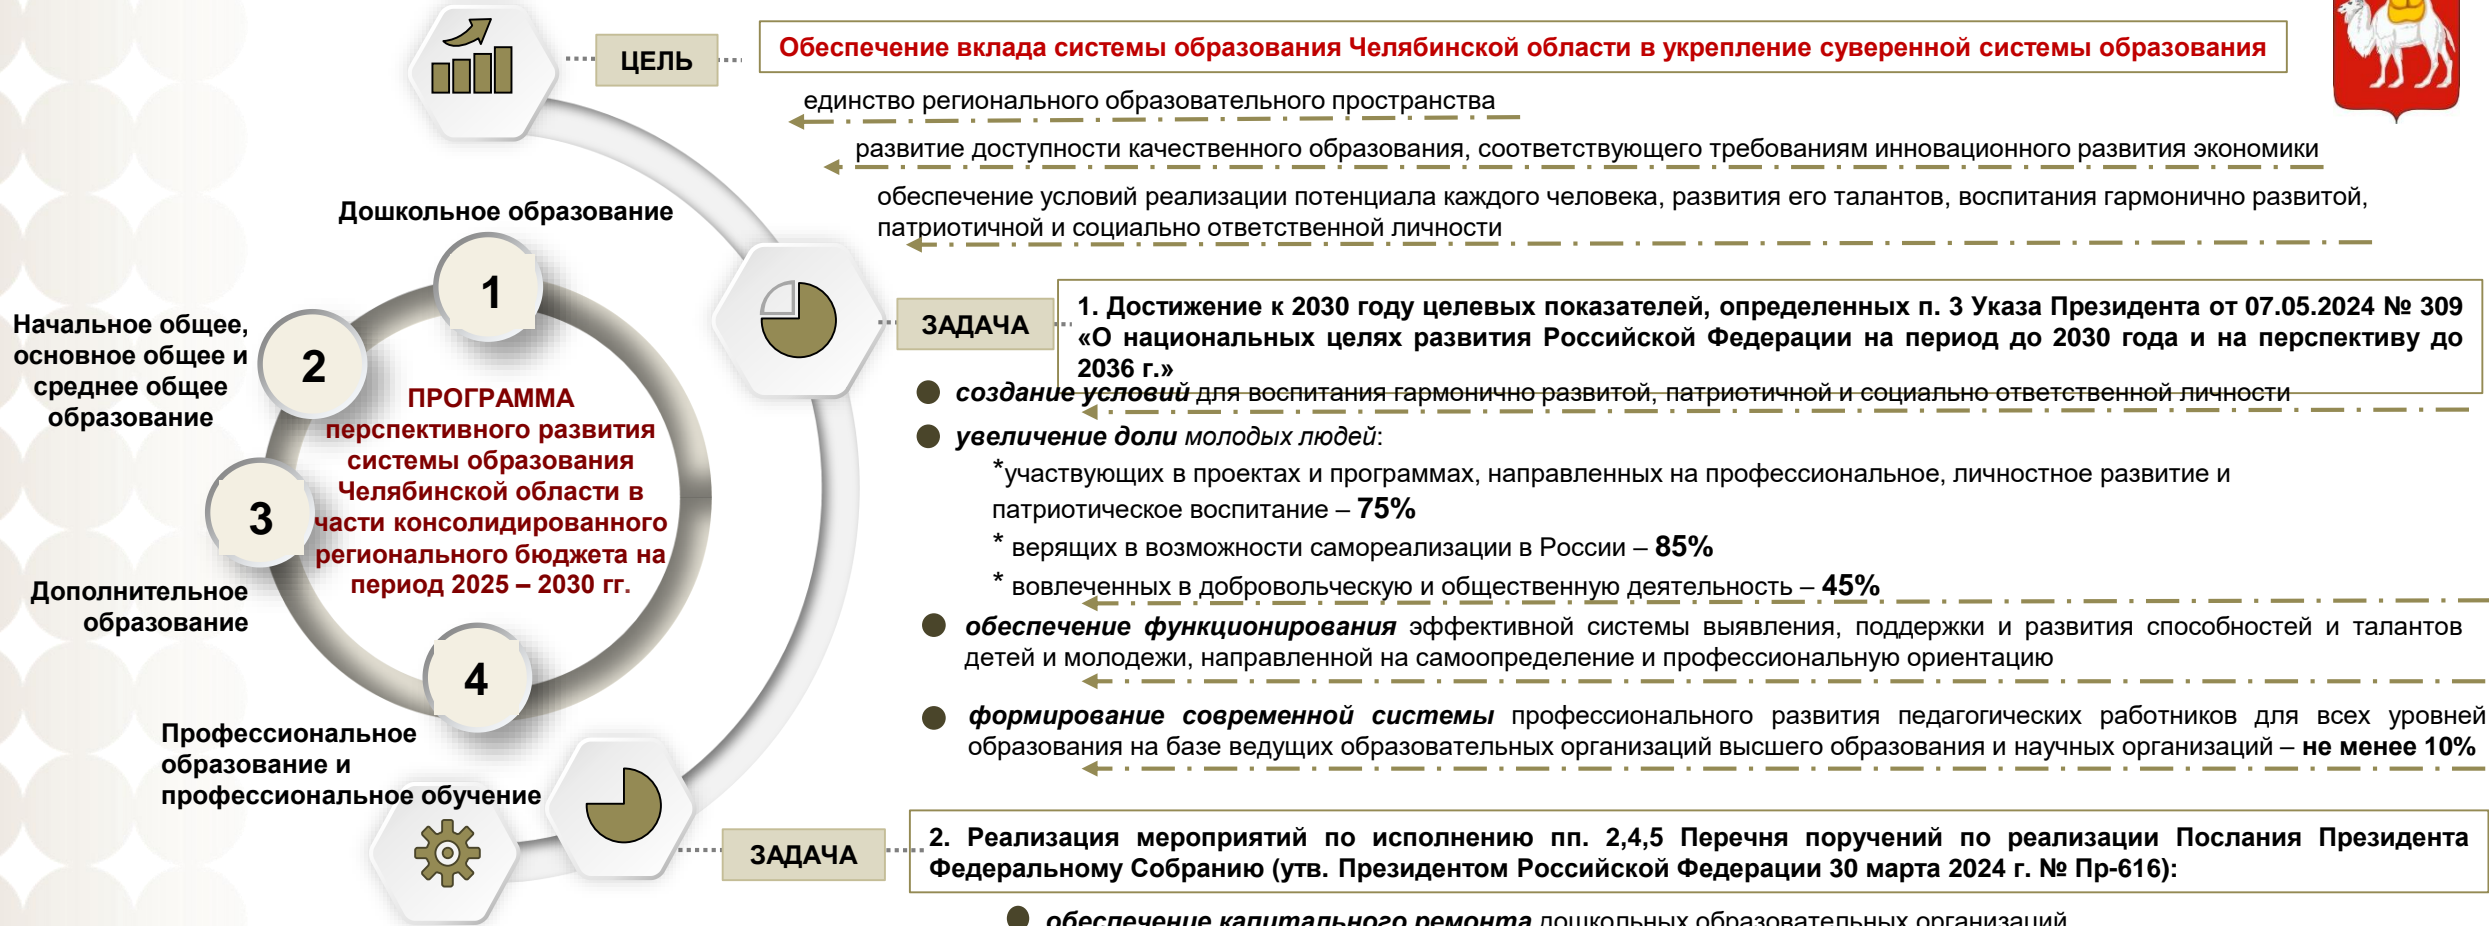 ЦЕЛЬ
Обеспечение вклада системы образования Челябинской области в укрепление суверенной системы образования
единство регионального образовательного пространства
развитие доступности качественного образования, соответствующего требованиям инновационного развития экономики
обеспечение условий реализации потенциала каждого человека, развития его талантов, воспитания гармонично развитой,
патриотичной и социально ответственной личности
Дошкольное образование
1
Начальное общее,
основное общее и
среднее общее
образование
2
ПРОГРАММА
перспективного развития
системы образования
Челябинской области в
части консолидированного
регионального бюджета на
период 2025 – 2030 гг.
3
Дополнительное
образование
4
Профессиональное
образование и
профессиональное обучение
ЗАДАЧА
1. Достижение к 2030 году целевых показателей, определенных п. 3 Указа Президента от 07.05.2024 № 309
«О национальных целях развития Российской Федерации на период до 2030 года и на перспективу до
2036 г.»
создание условий для воспитания гармонично развитой, патриотичной и социально ответственной личности
увеличение доли молодых людей:
*участвующих в проектах и программах, направленных на профессиональное, личностное развитие и
патриотическое воспитание – 75%
* верящих в возможности самореализации в России – 85%
* вовлеченных в добровольческую и общественную деятельность – 45%
обеспечение функционирования эффективной системы выявления, поддержки и развития способностей и талантов
детей и молодежи, направленной на самоопределение и профессиональную ориентацию
формирование современной системы профессионального развития педагогических работников для всех уровней
образования на базе ведущих образовательных организаций высшего образования и научных организаций – не менее 10%
ЗАДАЧА
2. Реализация мероприятий по исполнению пп. 2,4,5 Перечня поручений по реализации Послания Президента
Федеральному Собранию (утв. Президентом Российской Федерации 30 марта 2024 г. № Пр-616):
обеспечение капитального ремонта дошкольных образовательных организаций